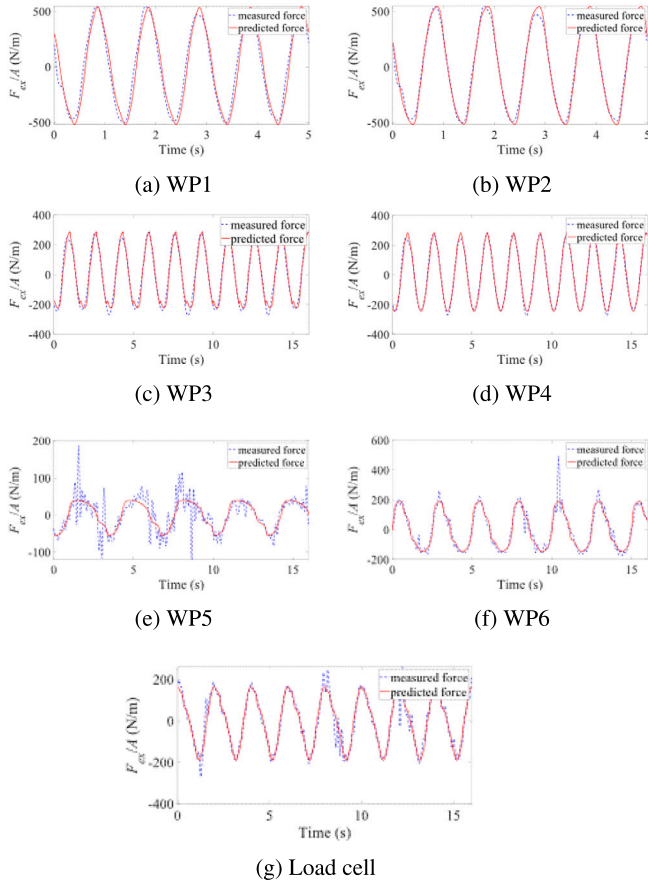 500
0
-500
F_ex/A (N/m)
measured force
predicted force
0 1 2 3 4 5
Time (s)
(a) WP1
500
0
-500
F_ex/A (N/m)
measured force
predicted force
0 1 2 3 4 5
Time (s)
(b) WP2
400
200
0
-200
-400
F_ex/A (N/m)
measured force
predicted force
0 5 10 15
Time (s)
(c) WP3
400
200
0
-200
-400
F_ex/A (N/m)
measured force
predicted force
0 5 10 15
Time (s)
(d) WP4
200
100
0
-100
F_ex/A (N/m)
measured force
predicted force
0 5 10 15
Time (s)
(e) WP5
600
400
200
0
-200
F_ex/A (N/m)
measured force
predicted force
0 5 10 15
Time (s)
(f) WP6
200
0
-200
-400
F_ex/A (N/m)
measured force
predicted force
0 5 10 15
Time (s)
(g) Load cell